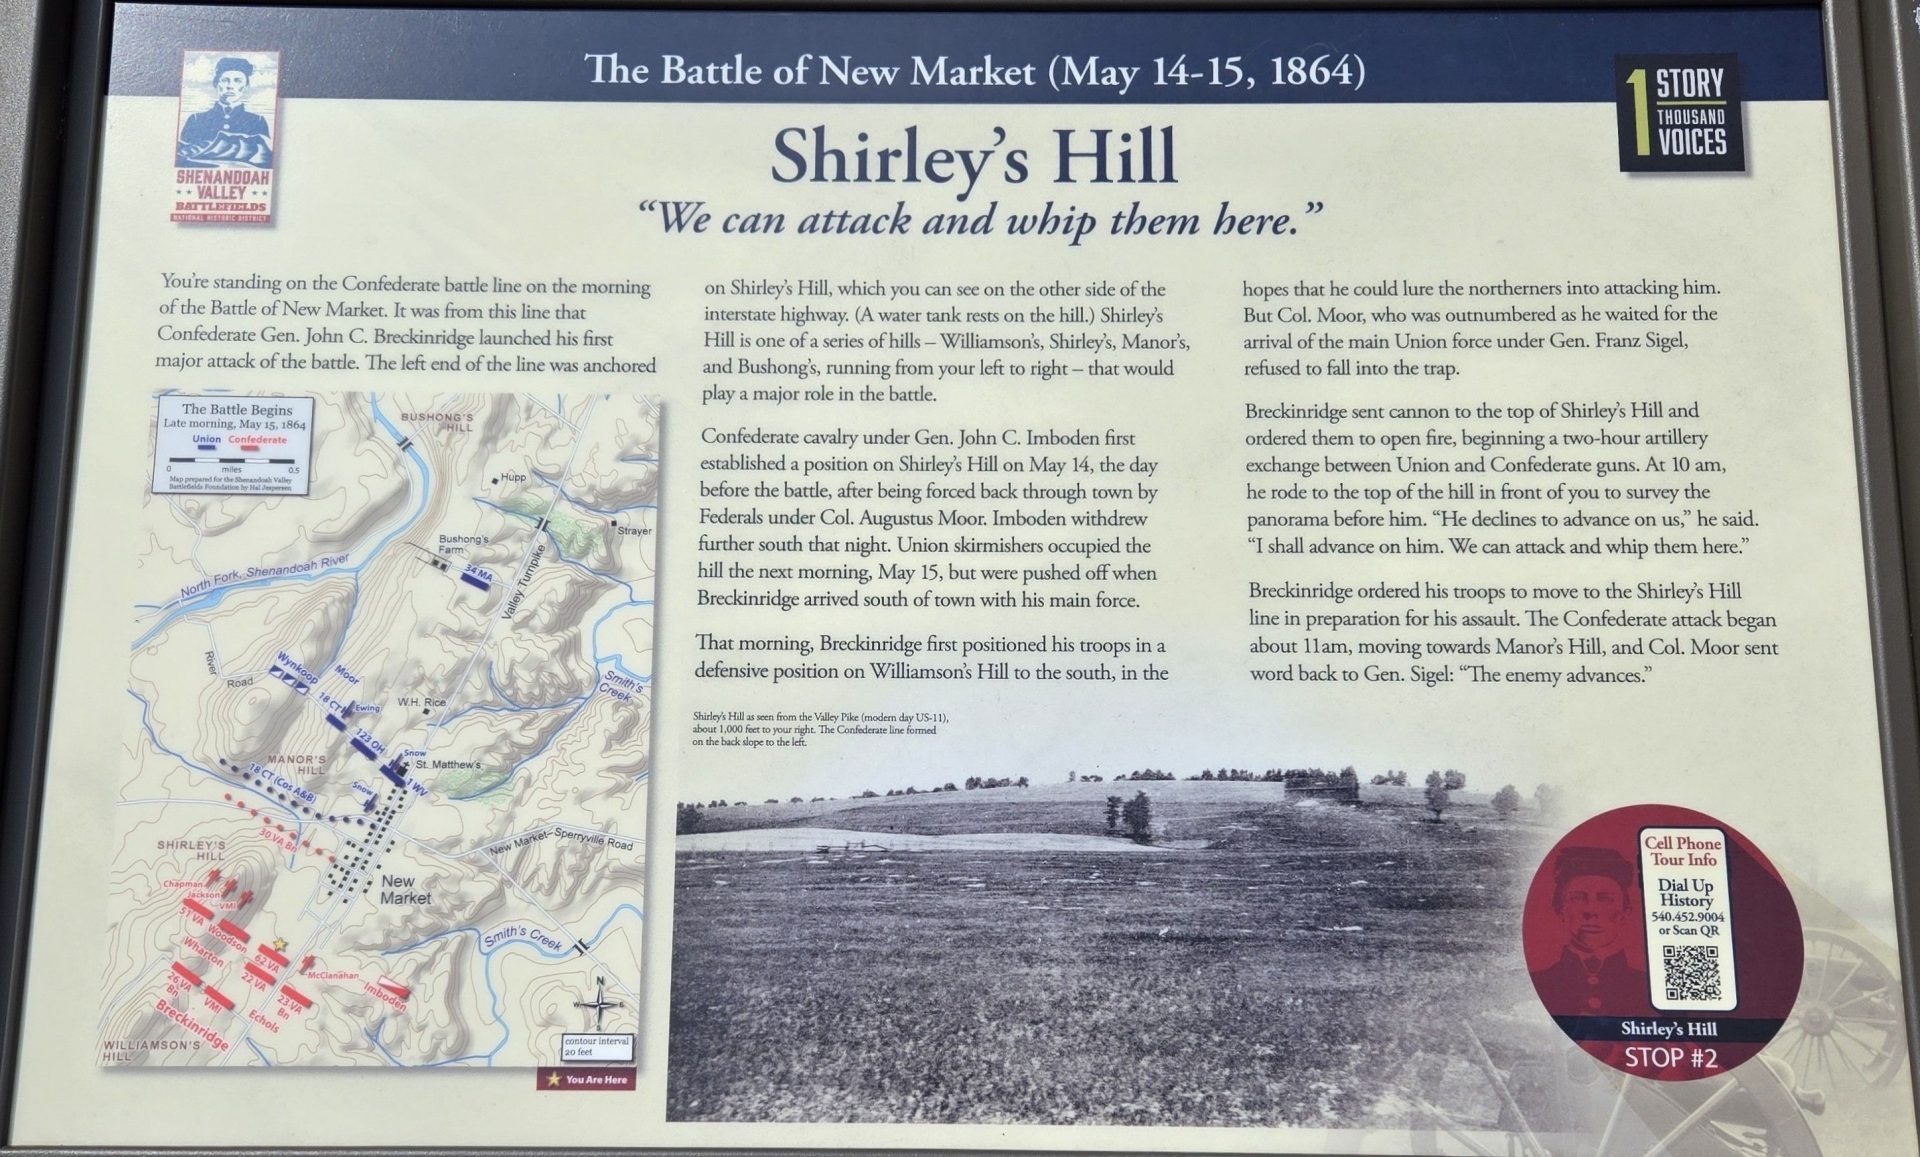 The Battle of New Market (May 14-15, 1864)
SHENANDOAH
VALLEY
BATTLEFIELDS
NATIONAL HISTORIC DISTRICT
1 STORY
THOUSAND
VOICES
Shirley's Hill
“We can attack and whip them here.”
You're standing on the Confederate battle line on the morning
of the Battle of New Market. It was from this line that
Confederate Gen. John C. Breckinridge launched his first
major attack of the battle. The left end of the line was anchored
on Shirley's Hill, which you can see on the other side of the
interstate highway. (A water tank rests on the hill.) Shirley's
Hill is one of a series of hills – Williamson's, Shirley's, Manor's,
and Bushong's, running from your left to right – that would
play a major role in the battle.
Confederate cavalry under Gen. John C. Imboden first
established a position on Shirley's Hill on May 14, the day
before the battle, after being forced back through town by
Federals under Col. Augustus Moor. Imboden withdrew
further south that night. Union skirmishers occupied the
hill the next morning, May 15, but were pushed off when
Breckinridge arrived south of town with his main force.
That morning, Breckinridge first positioned his troops in a
defensive position on Williamson's Hill to the south, in the
hopes that he could lure the northerners into attacking him.
But Col. Moor, who was outnumbered as he waited for the
arrival of the main Union force under Gen. Franz Sigel,
refused to fall into the trap.
Breckinridge sent cannon to the top of Shirley's Hill and
ordered them to open fire, beginning a two-hour artillery
exchange between Union and Confederate guns. At 10 am,
he rode to the top of the hill in front of you to survey the
panorama before him. “He declines to advance on us,” he said.
“I shall advance on him. We can attack and whip them here.”
Breckinridge ordered his troops to move to the Shirley's Hill
line in preparation for his assault. The Confederate attack began
about 11am, moving towards Manor's Hill, and Col. Moor sent
word back to Gen. Sigel: “The enemy advances.”
The Battle Begins
Late morning, May 15, 1864
Union Confederate
0 miles 0.5
Map prepared for the Shenandoah Valley
Battlefields Foundation by Hal Jespersen
BUSHONG'S
HILL
Hupp
Strayer
Bushong's
Farm
34 MA
Valley Turnpike
North Fork, Shenandoah River
River
Road
Wynkoop
Moor
18 CT
Ewing
W.H. Rice
Smith's
Creek
123 OH
Snow
St. Matthew's
1 WV
MANOR'S
HILL
18 CT (Cos A&B)
Snow
30 VA Bn
New Market–Sperryville Road
SHIRLEY'S
HILL
Chapman
Jackson
VMI
New
Market
51 VA
Woodson
62 VA
Wharton
McClanahan
Smith's Creek
22 VA
26 VA
Bn
VMI
23 VA
Bn
Imboden
Echols
Breckinridge
WILLIAMSON'S
HILL
N
W E
S
contour interval
20 feet
You Are Here
Shirley's Hill as seen from the Valley Pike (modern day US-11),
about 1,000 feet to your right. The Confederate line formed
on the back slope to the left.
Cell Phone
Tour Info
Dial Up
History
540.452.9004
or Scan QR
Shirley's Hill
STOP #2